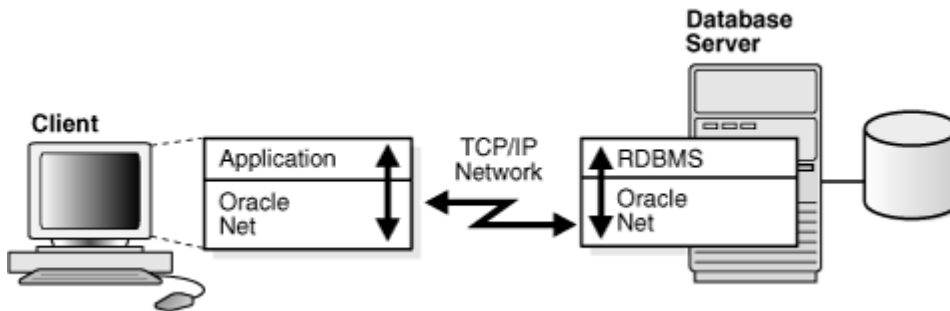 Database
Server
Client
Application
Oracle
Net
TCP/IP
Network
RDBMS
Oracle
Net